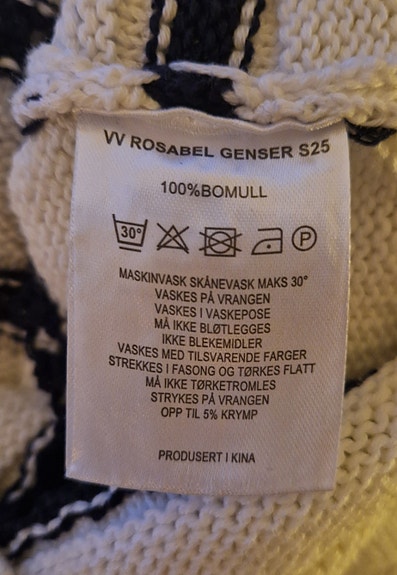 VV ROSABEL GENSER S25
100%BOMULL
30°
P
MASKINVASK SKÅNEVASK MAKS 30°
VASKES PÅ VRANGEN
VASKES I VASKEPOSE
MÅ IKKE BLØTLEGGES
IKKE BLEKEMIDLER
VASKES MED TILSVARENDE FARGER
STREKKES I FASONG OG TØRKES FLATT
MÅ IKKE TØRKETROMLES
STRYKES PÅ VRANGEN
OPP TIL 5% KRYMP
PRODUSERT I KINA